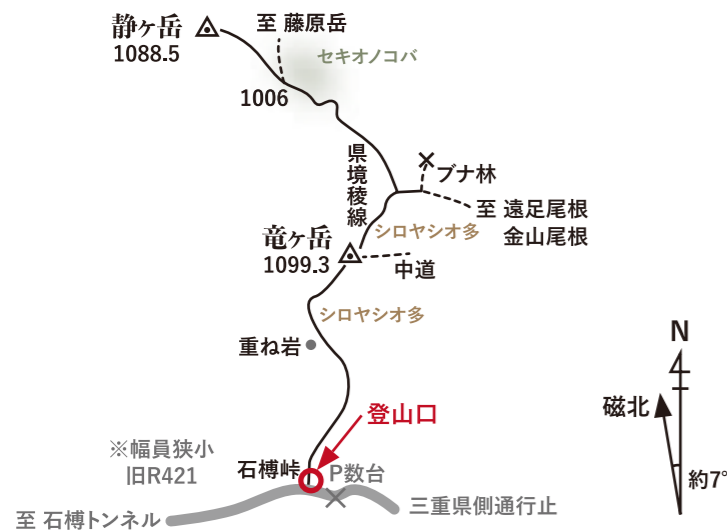 静ヶ岳
1088.5
至 藤原岳
セキオノコバ
1006
県境稜線
ブナ林
至 遠足尾根
金山尾根
シロヤシオ多
竜ヶ岳
1099.3
中道
シロヤシオ多
重ね岩
N
磁北
約7°
登山口
※幅員狭小
旧R421
石榑峠
P数台
三重県側通行止
至 石榑トンネル